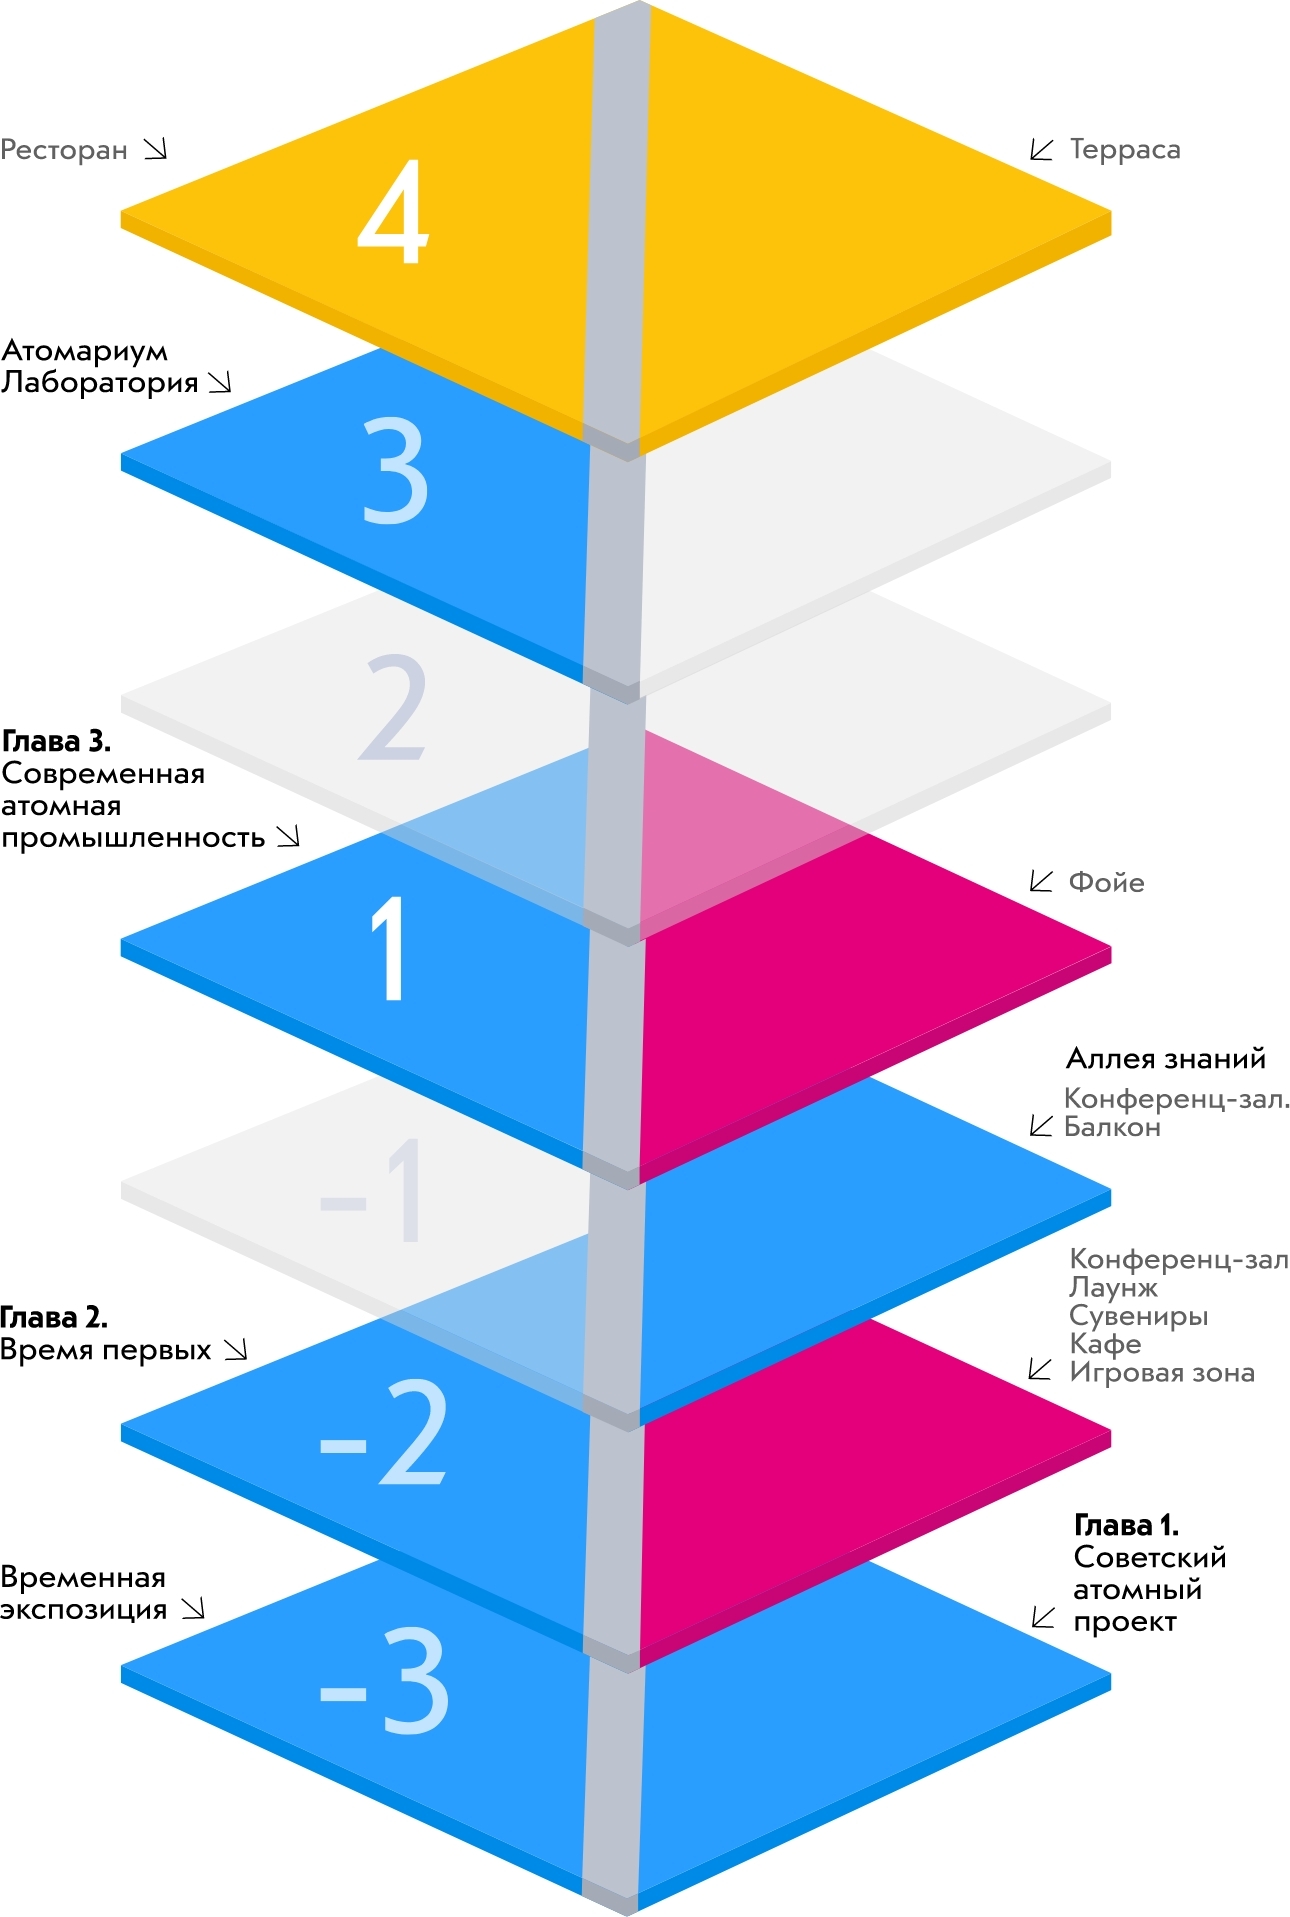 Ресторан
Терраса
4
Атомариум
Лаборатория
3
2
Глава 3.
Современная
атомная
промышленность
Фойе
1
Аллея знаний
Конференц-зал.
Балкон
-1
Конференц-зал
Лаунж
Сувениры
Кафе
Игровая зона
Глава 2.
Время первых
-2
Глава 1.
Советский
атомный
проект
Временная
экспозиция
-3